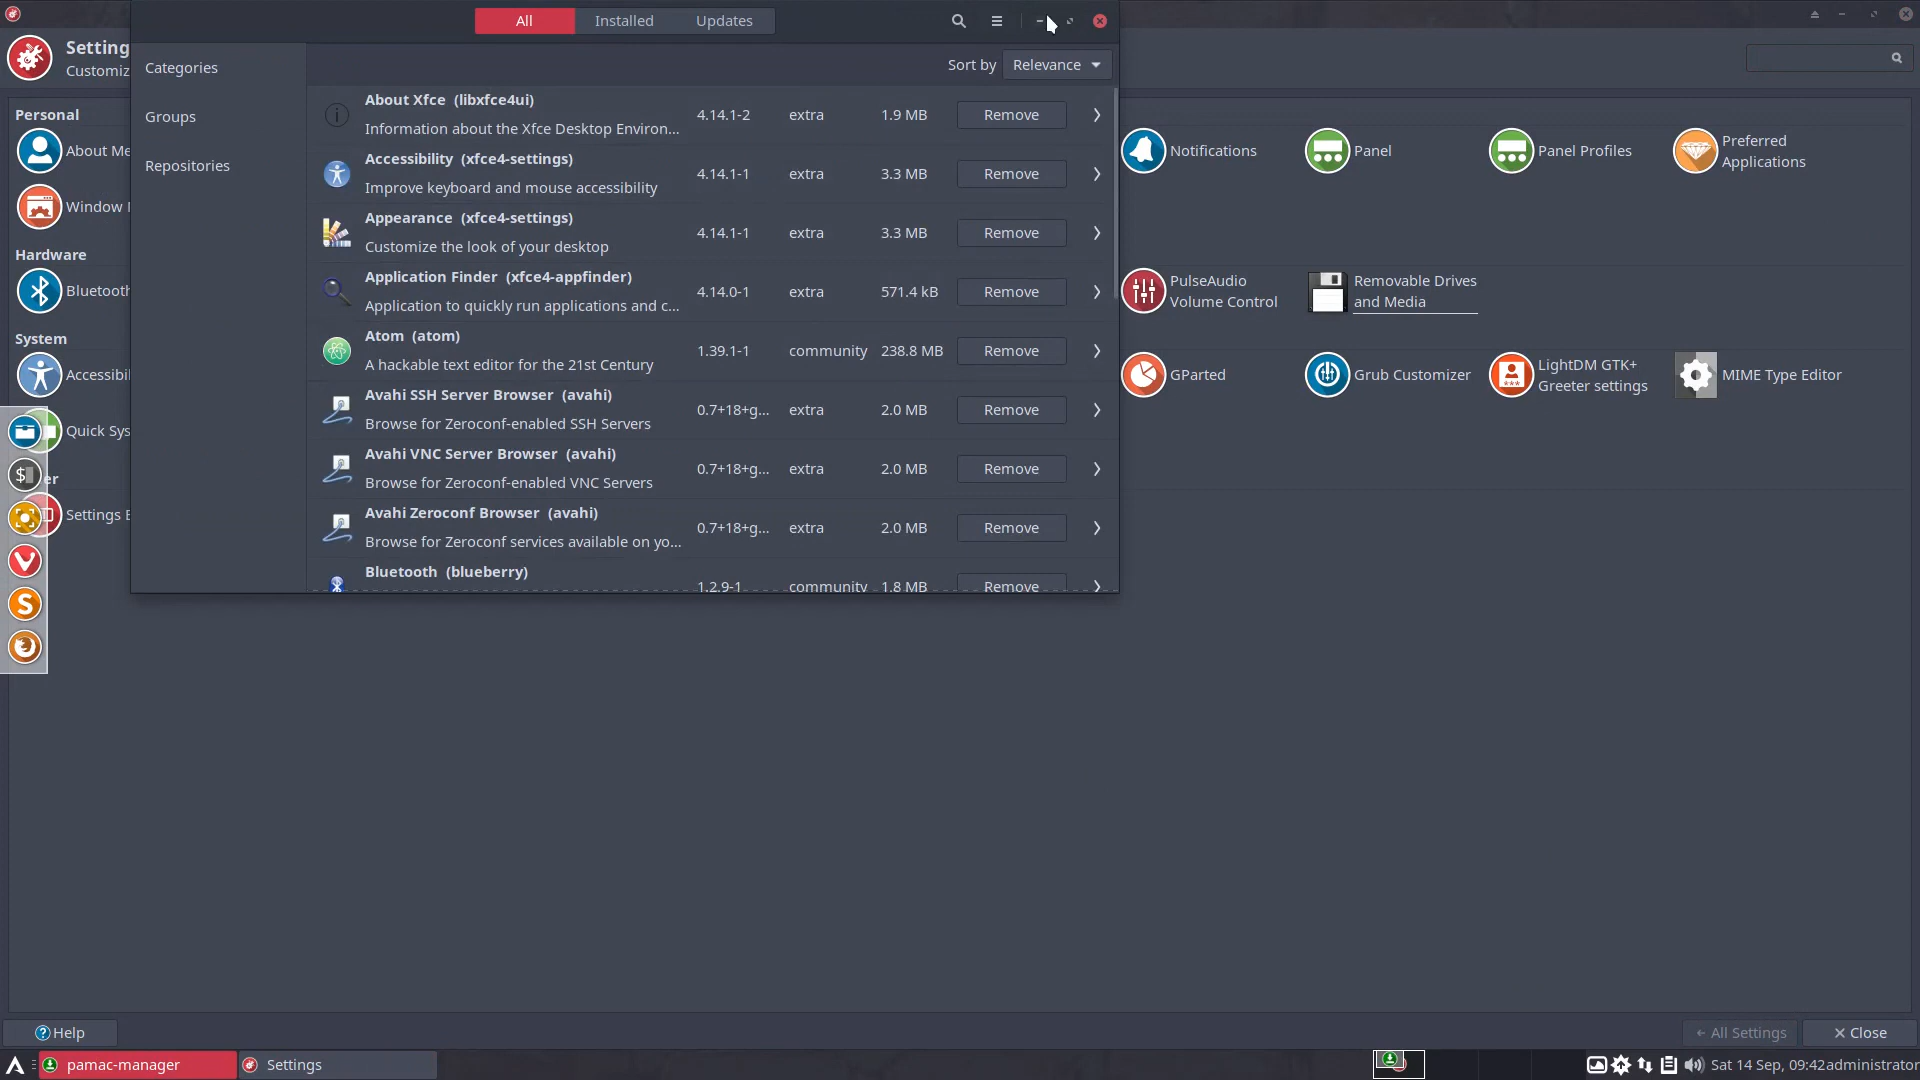 All
Installed
Updates
Setting
Customiz
Categories
Groups
Repositories
Sort by
Relevance
About Xfce (libxfce4ui)
Information about the Xfce Desktop Environ...
4.14.1-2
extra
1.9 MB
Remove
Accessibility (xfce4-settings)
Improve keyboard and mouse accessibility
4.14.1-1
extra
3.3 MB
Remove
Appearance (xfce4-settings)
Customize the look of your desktop
4.14.1-1
extra
3.3 MB
Remove
Application Finder (xfce4-appfinder)
Application to quickly run applications and c...
4.14.0-1
extra
571.4 kB
Remove
Atom (atom)
A hackable text editor for the 21st Century
1.39.1-1
community
238.8 MB
Remove
Avahi SSH Server Browser (avahi)
Browse for Zeroconf-enabled SSH Servers
0.7+18+g...
extra
2.0 MB
Remove
Avahi VNC Server Browser (avahi)
Browse for Zeroconf-enabled VNC Servers
0.7+18+g...
extra
2.0 MB
Remove
Avahi Zeroconf Browser (avahi)
Browse for Zeroconf services available on yo...
0.7+18+g...
extra
2.0 MB
Remove
Bluetooth (blueberry)
1.2.9-1
community
1.8 MB
Remove
Personal
About Me
Window
Hardware
Bluetooth
System
Accessibil
Quick Sys
er
Settings E
Notifications
Panel
Panel Profiles
Preferred
Applications
PulseAudio
Volume Control
Removable Drives
and Media
GParted
Grub Customizer
LightDM GTK+
Greeter settings
MIME Type Editor
Help
All Settings
Close
pamac-manager
Settings
Sat 14 Sep, 09:42
administrator